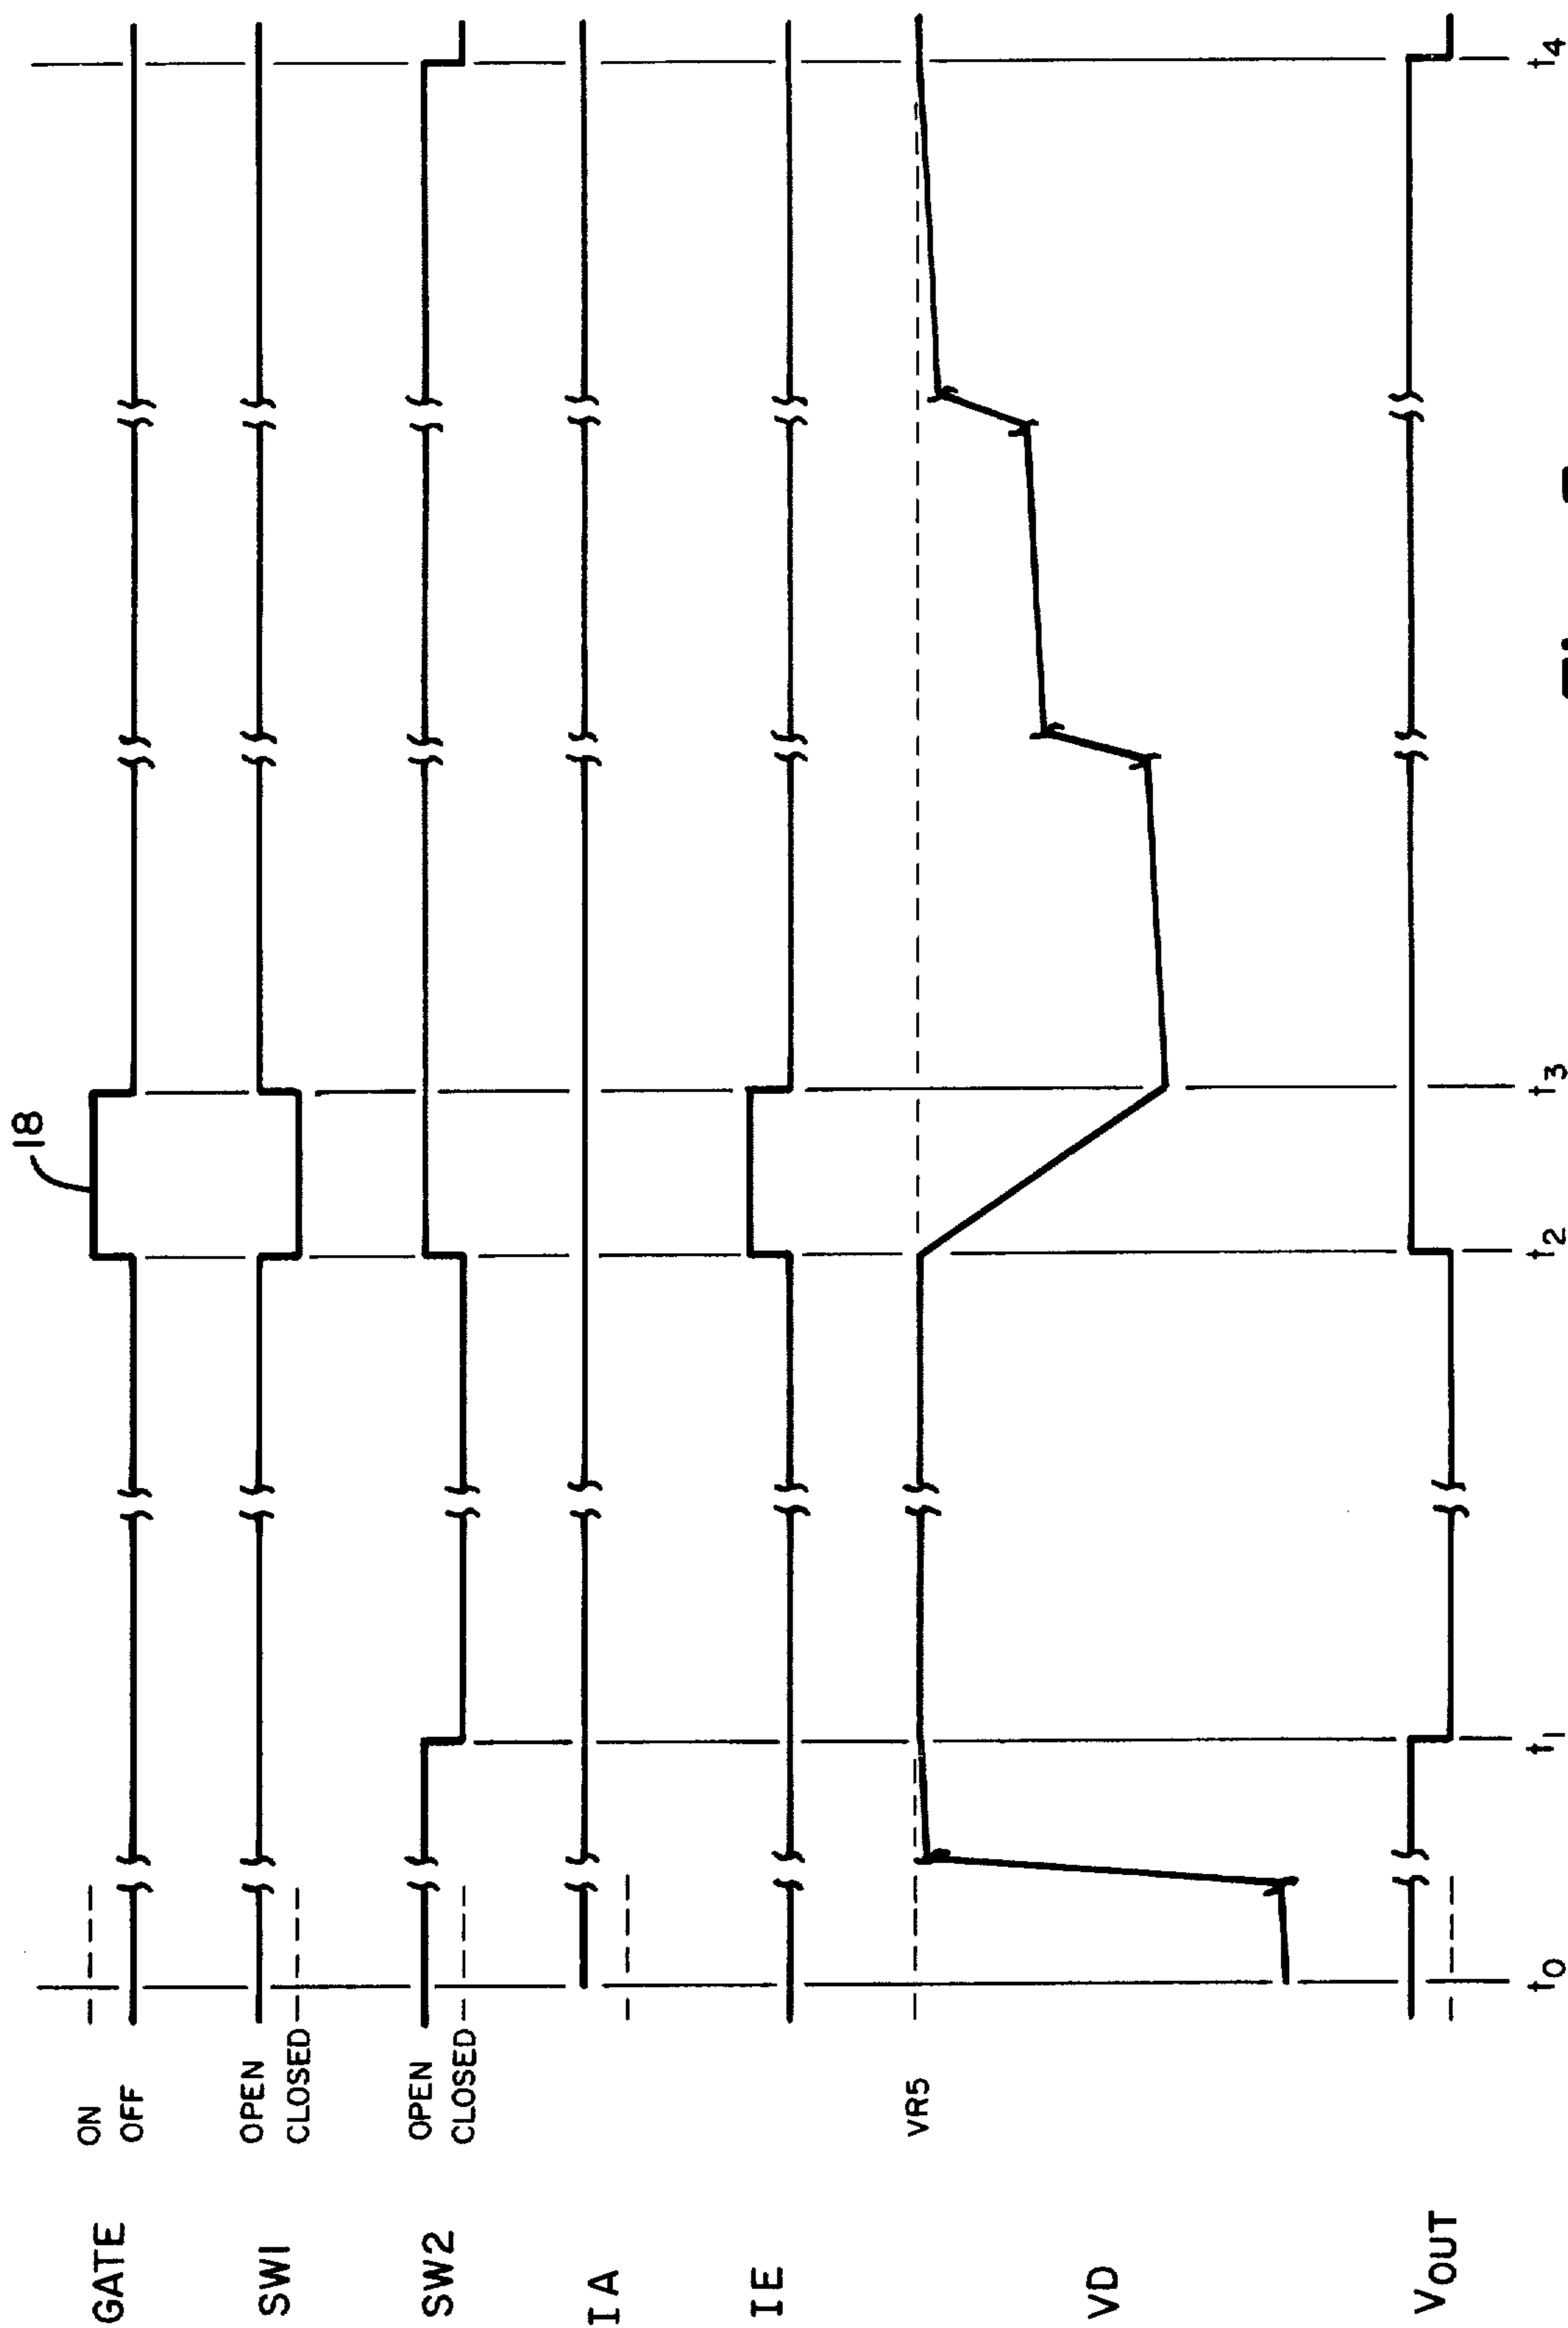 18
GATE
ON
OFF
SW1
OPEN
CLOSED
SW2
OPEN
CLOSED
IA
IE
VR5
VD
VOUT
t0
t1
t2
t3
t4